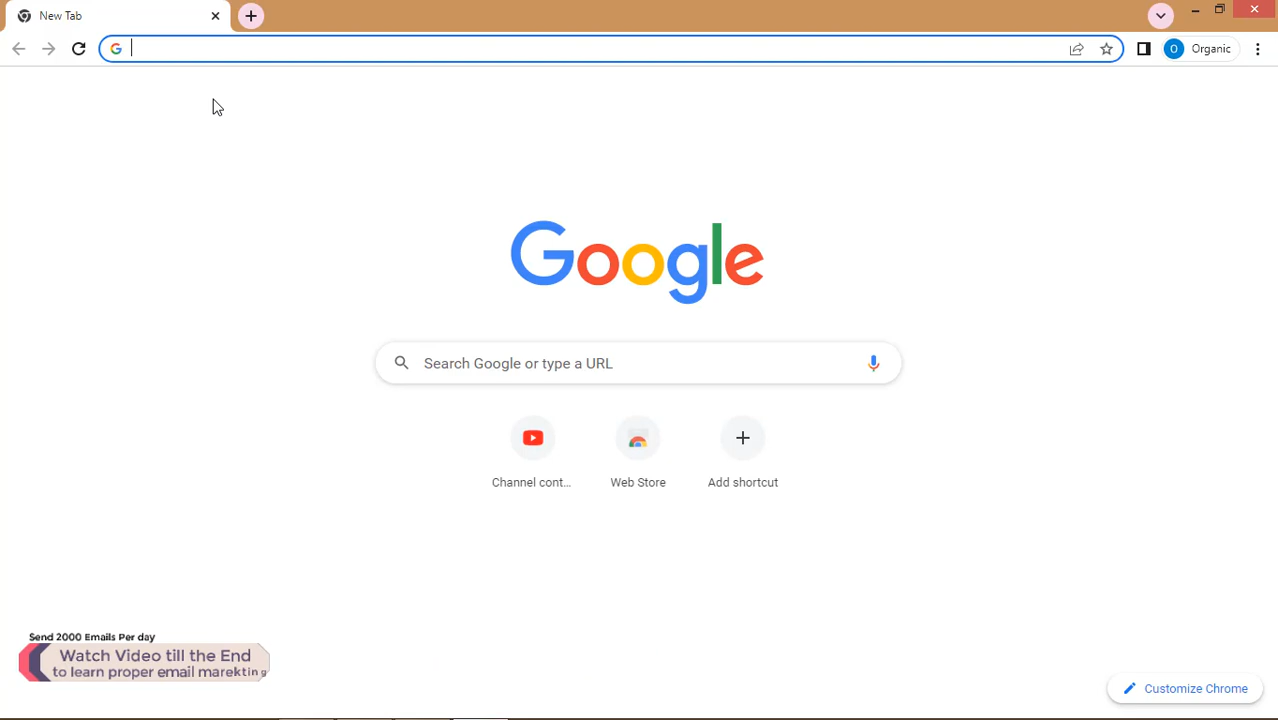 New Tab
O Organic
Google
Search Google or type a URL
Channel cont...
Web Store
Add shortcut
Send 2000 Emails Per day
Watch Video till the End
to learn proper email marekting
Customize Chrome